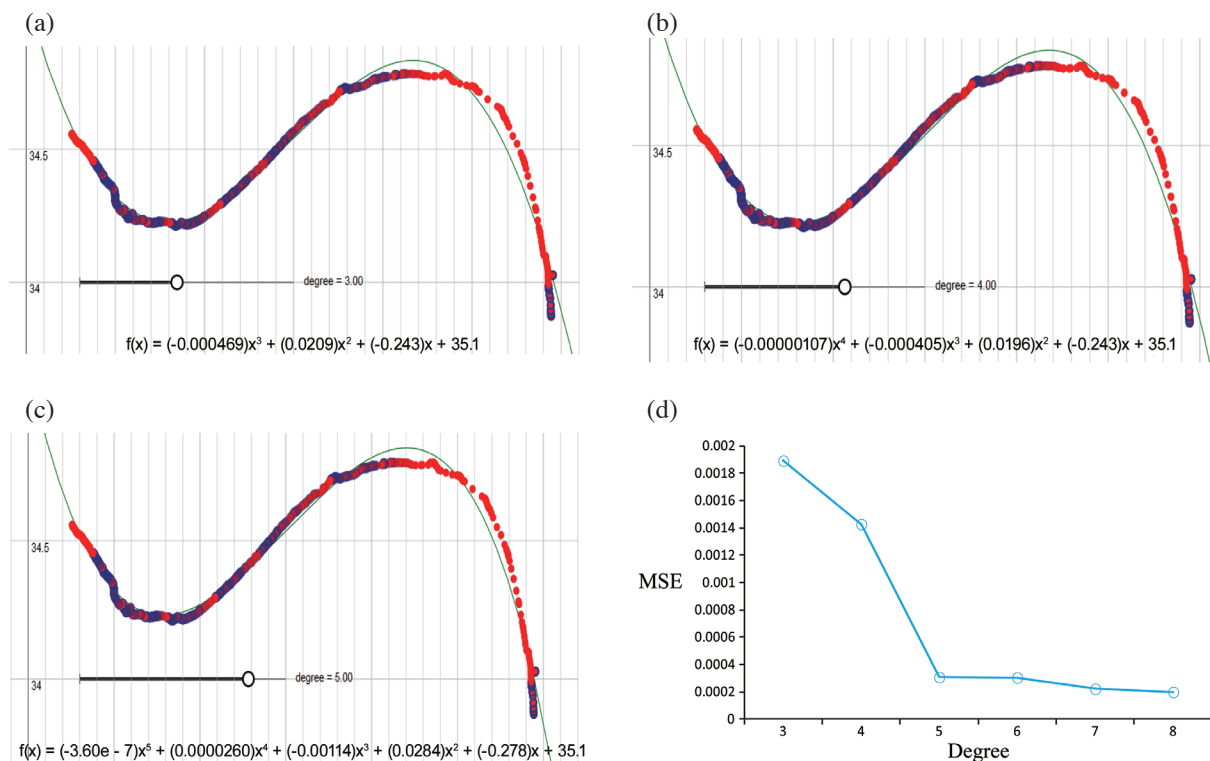 (a)
34.5
34
degree = 3.00
f(x) = (-0.000469)x³ + (0.0209)x² + (-0.243)x + 35.1
(b)
34.5
34
degree = 4.00
f(x) = (-0.00000107)x⁴ + (-0.000405)x³ + (0.0196)x² + (-0.243)x + 35.1
(c)
34.5
34
degree = 5.00
f(x) = (-3.60e - 7)x⁵ + (0.0000260)x⁴ + (-0.00114)x³ + (0.0284)x² + (-0.278)x + 35.1
(d)
0.002
0.0018
0.0016
0.0014
0.0012
0.001
0.0008
0.0006
0.0004
0.0002
0
MSE
3 4 5 6 7 8
Degree